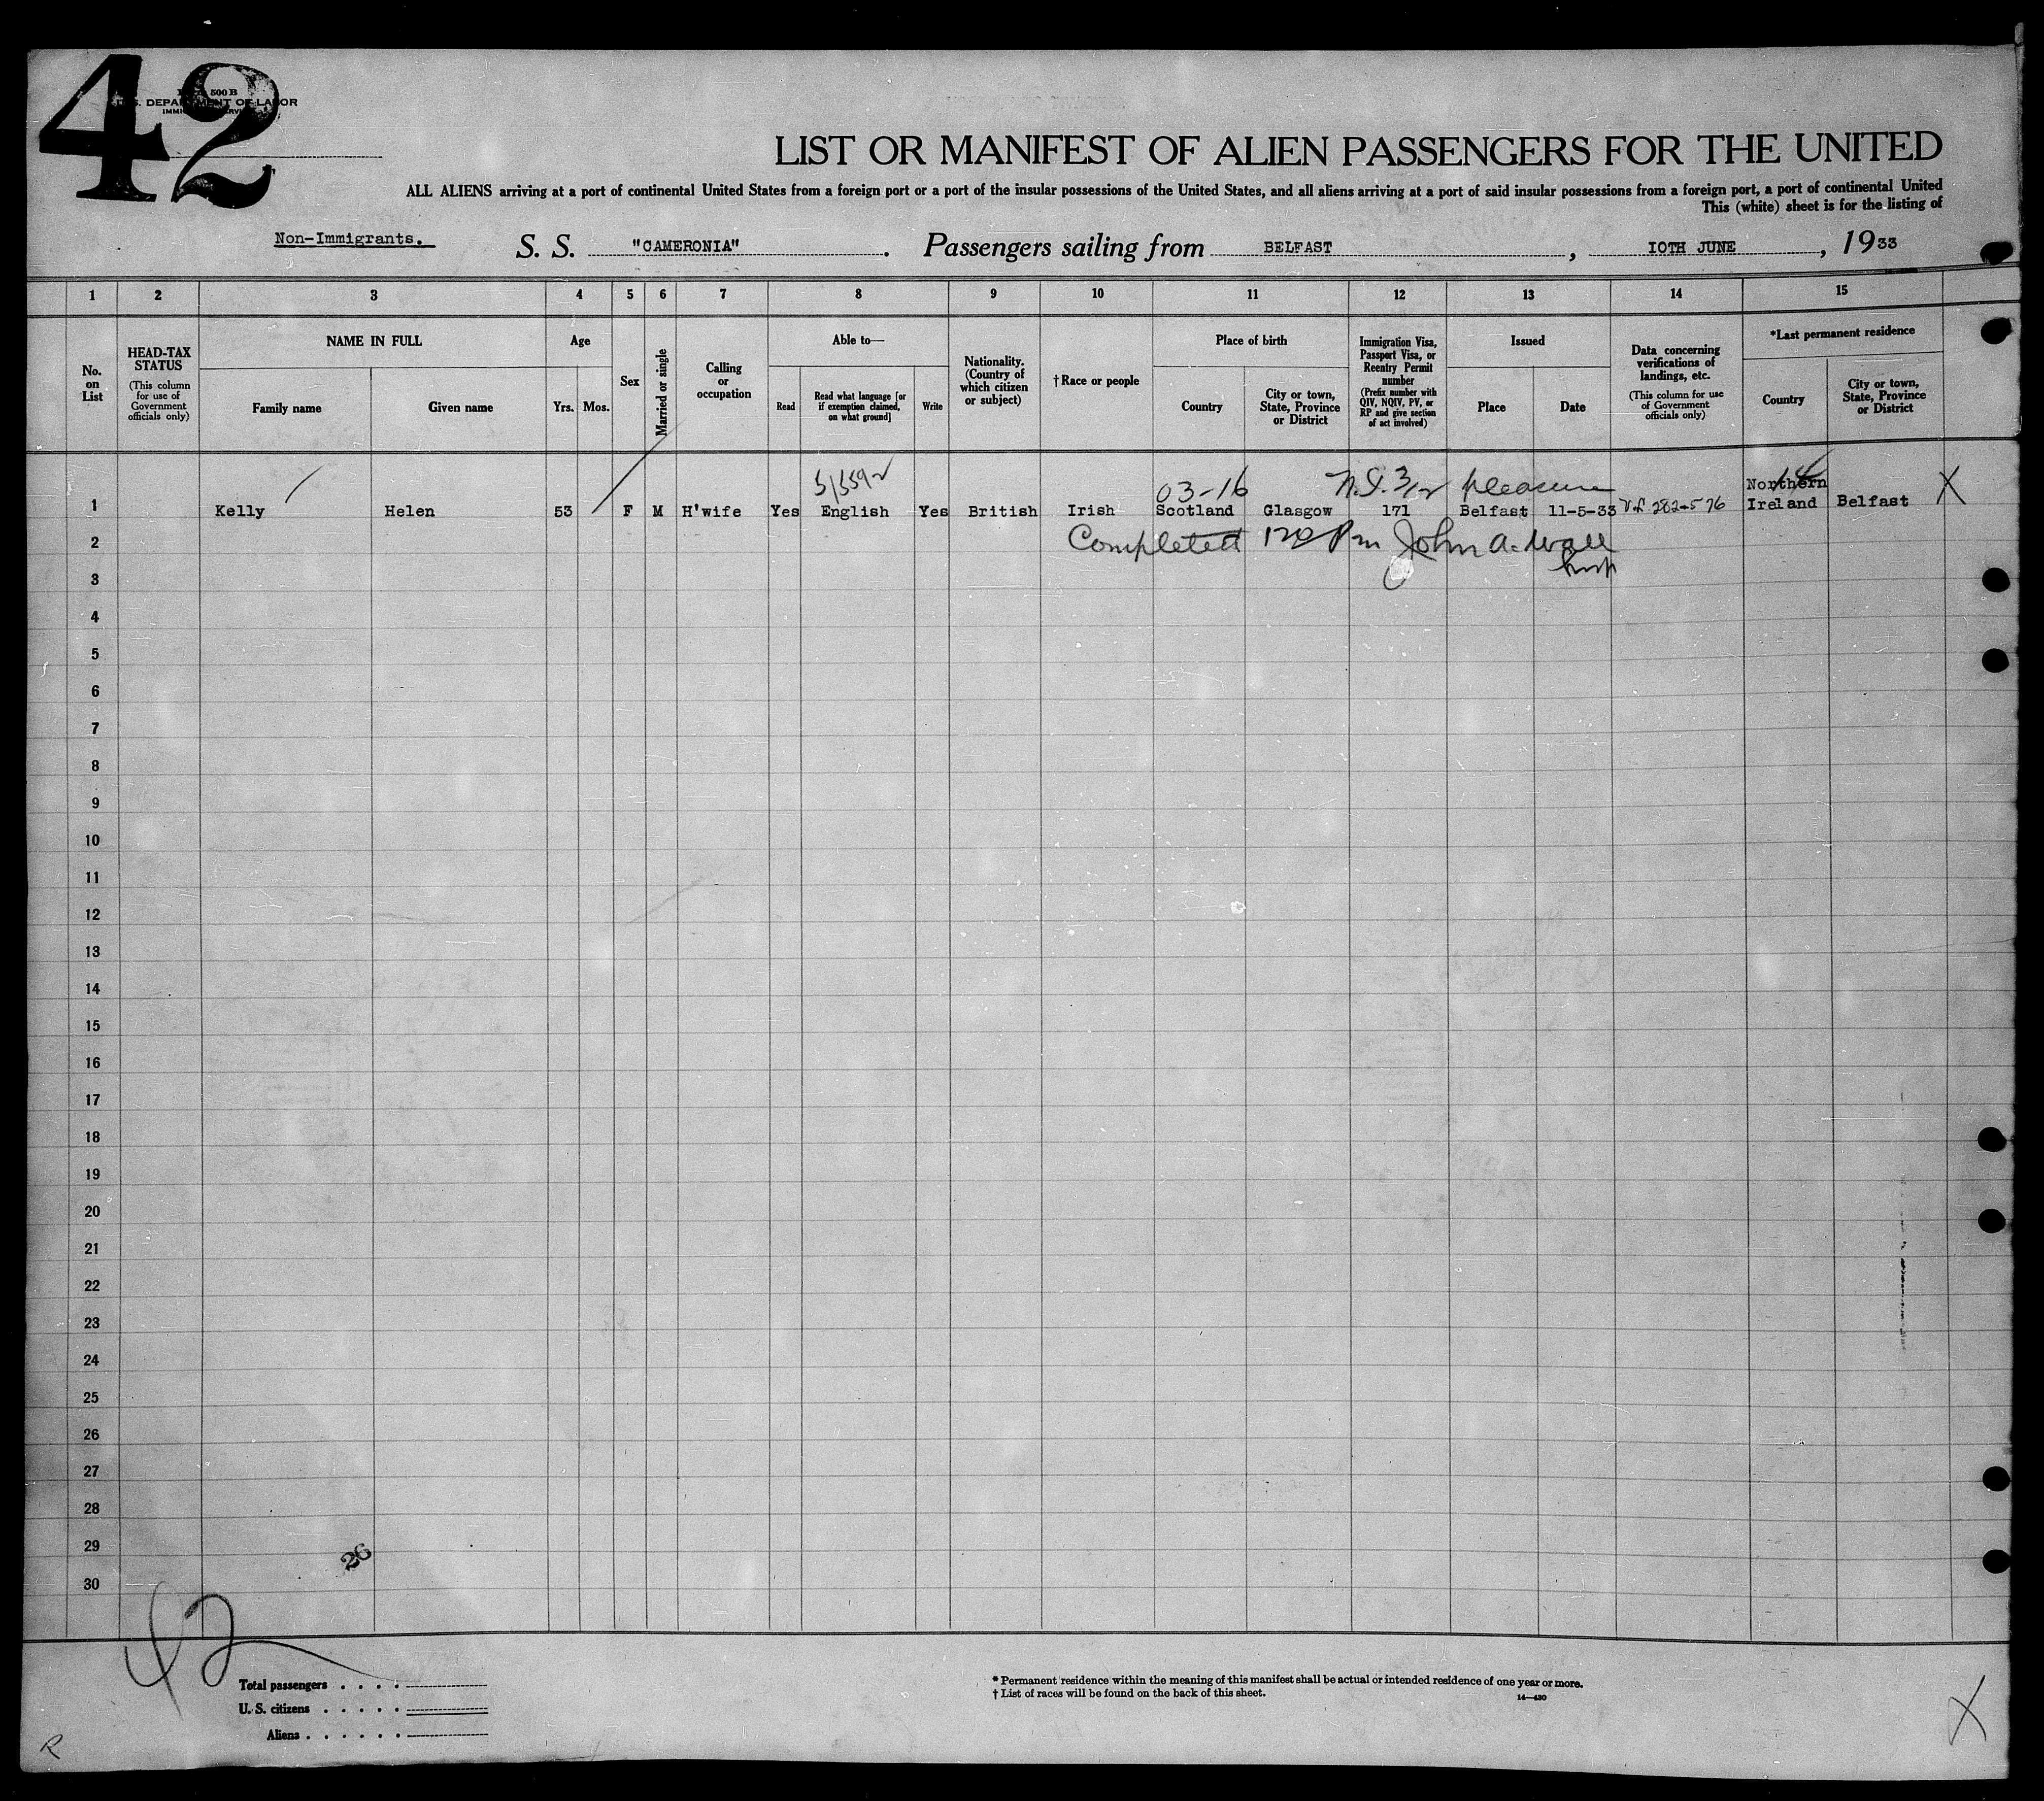 42
500 B
U.S. DEPARTMENT OF LABOR
LIST OR MANIFEST OF ALIEN PASSENGERS FOR THE UNITED
ALL ALIENS arriving at a port of continental United States from a foreign port or a port of the insular possessions of the United States, and all aliens arriving at a port of said insular possessions from a foreign port, a port of continental United
This (white) sheet is for the listing of
Non-Immigrants. S. S. "CAMERONIA". Passengers sailing from BELFAST, 10TH JUNE, 1933
1 2 3 4 5 6 7 8 9 10 11 12 13 14 15
No. on List
HEAD-TAX STATUS (This column for use of Government officials only)
NAME IN FULL
Family name
Given name
Age
Yrs. Mos.
Sex
Married or single
Calling or occupation
Able to—
Read
Read what language [or if exemption claimed, on what ground]
Write
Nationality. (Country of which citizen or subject)
†Race or people
Place of birth
Country
City or town, State, Province or District
Immigration Visa, Passport Visa, or Reentry Permit number (Prefix number with QIV, NQIV, PV, or RP and give section of act involved)
Issued
Place
Date
Data concerning verifications of landings, etc. (This column for use of Government officials only)
*Last permanent residence
Country
City or town, State, Province or District
03-16 pleasure
1 Kelly Helen 53 F M H'wife Yes English Yes British Irish Scotland Glasgow 171 Belfast 11-5-33 Northern Ireland Belfast X
2 Completed John A. Wall
Insp
3
4
5
6
7
8
9
10
11
12
13
14
15
16
17
18
19
20
21
22
23
24
25
26
27
28
29
26
30
42
Total passengers . . . .
U. S. citizens . . . . .
Aliens . . . . . .
* Permanent residence within the meaning of this manifest shall be actual or intended residence of one year or more.
† List of races will be found on the back of this sheet.
14—430
R
X